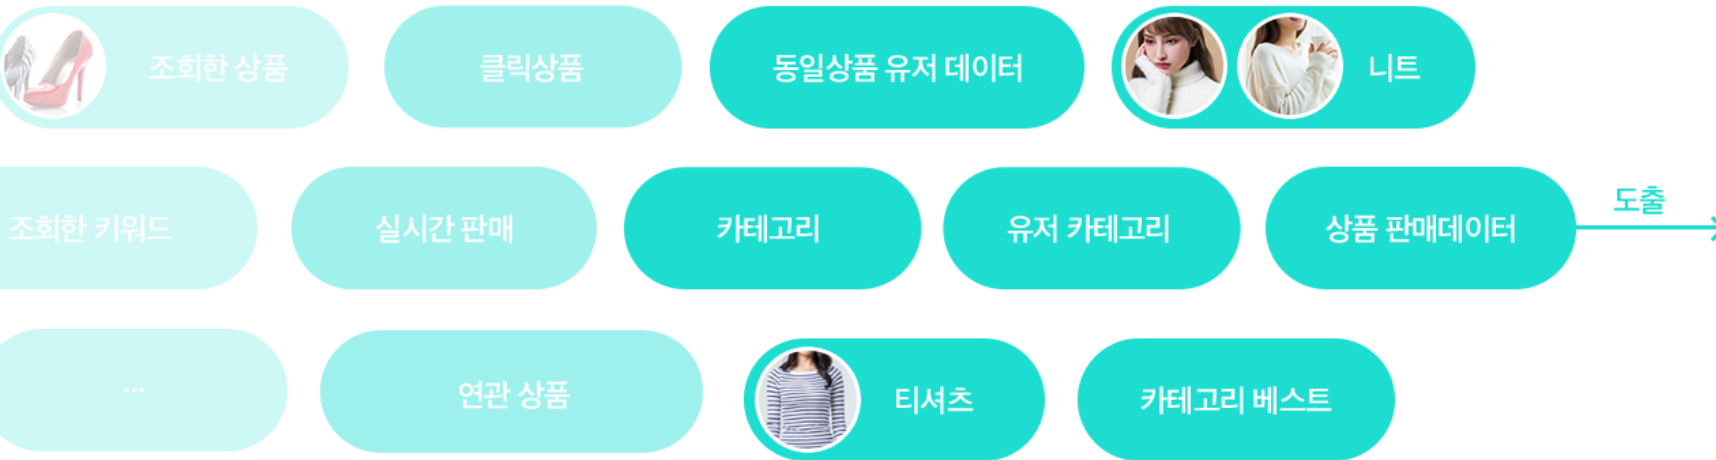 조회한 상품
클릭상품
동일상품 유저 데이터
니트
조회한 키워드
실시간 판매
카테고리
유저 카테고리
상품 판매데이터
도출
...
연관 상품
티셔츠
카테고리 베스트